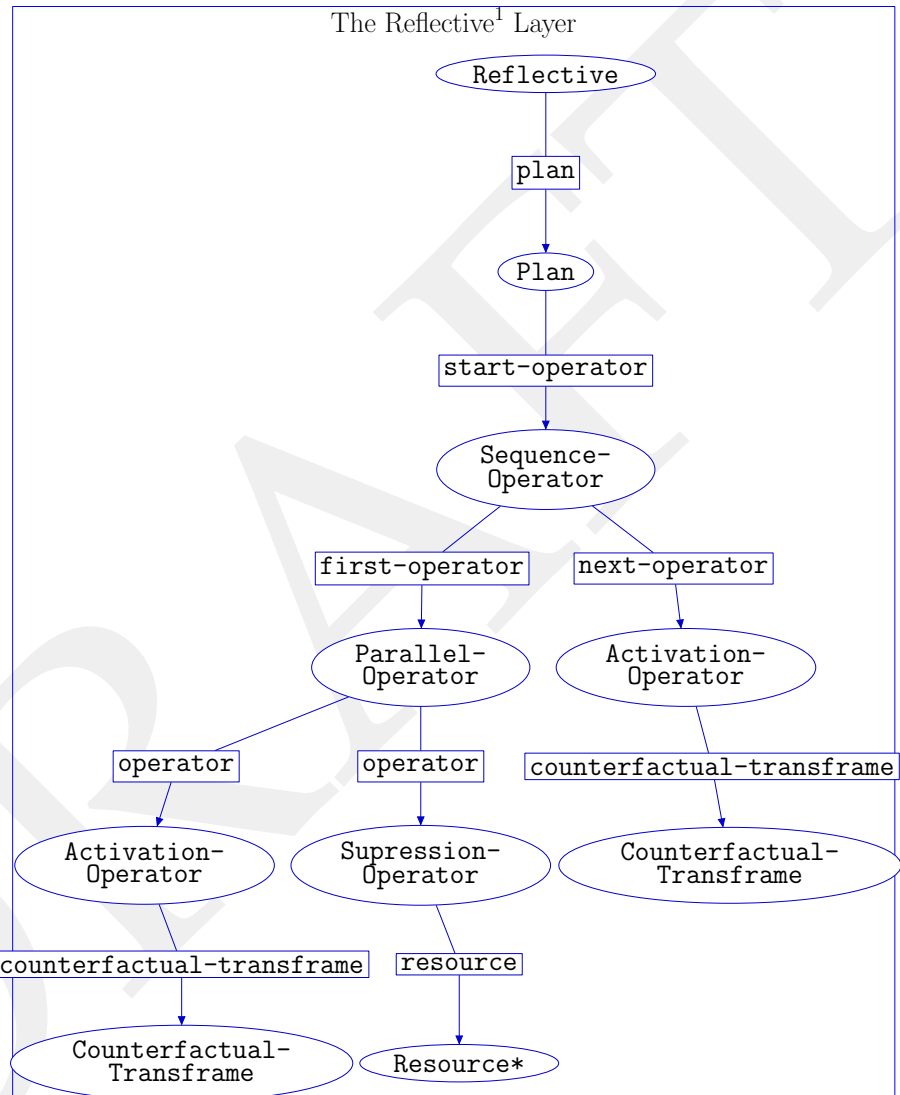 The Reflective¹ Layer
Reflective
plan
Plan
start-operator
Sequence-
Operator
first-operator
next-operator
Parallel-
Operator
Activation-
Operator
operator
operator
counterfactual-transframe
Activation-
Operator
Supression-
Operator
Counterfactual-
Transframe
counterfactual-transframe
resource
Counterfactual-
Transframe
Resource*
DRAFT